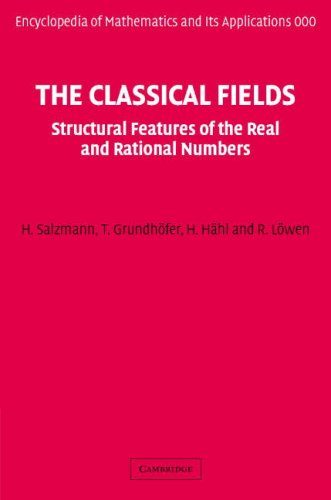 Encyclopedia of Mathematics and Its Applications 000
THE CLASSICAL FIELDS
Structural Features of the Real
and Rational Numbers
H. Salzmann, T. Grundhöfer, H. Hähl and R. Löwen
CAMBRIDGE